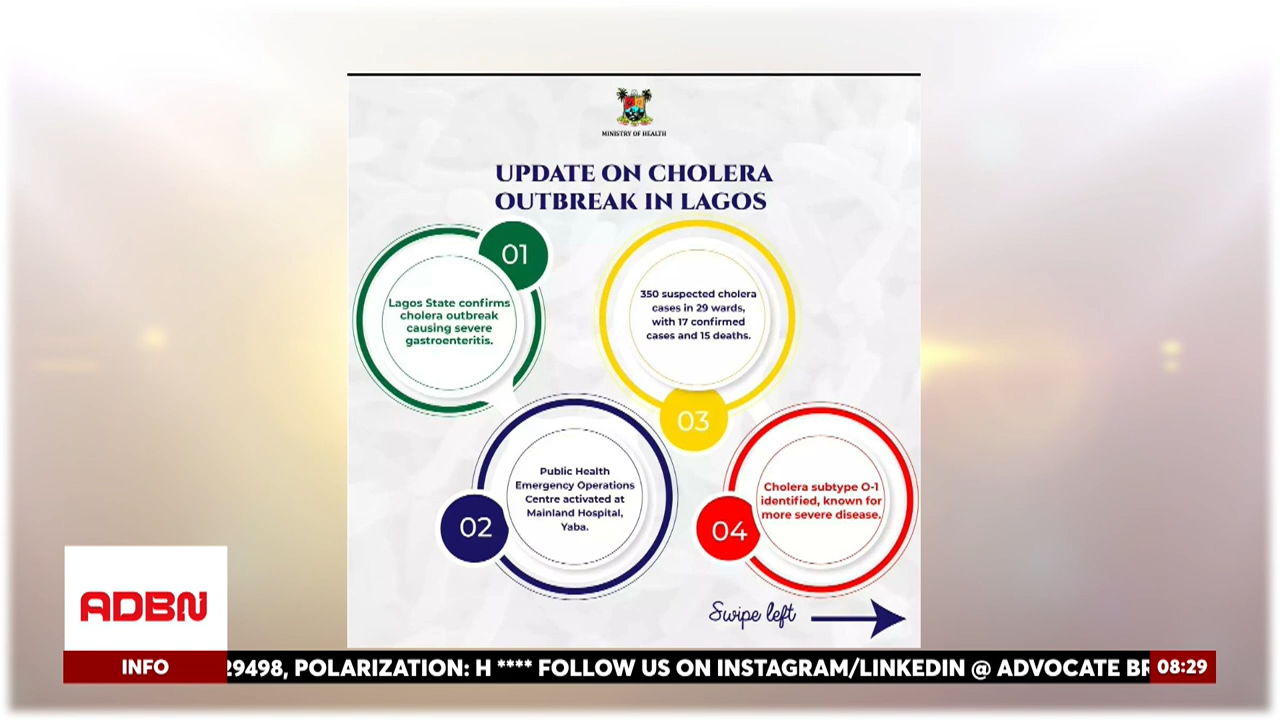 MINISTRY OF HEALTH
UPDATE ON CHOLERA
OUTBREAK IN LAGOS
01
Lagos State confirms
cholera outbreak
causing severe
gastroenteritis.
02
Public Health
Emergency Operations
Centre activated at
Mainland Hospital,
Yaba.
350 suspected cholera
cases in 29 wards,
with 17 confirmed
cases and 15 deaths.
03
04
Cholera subtype O-1
identified, known for
more severe disease.
Swipe left
ADBN
INFO
29498, POLARIZATION: H **** FOLLOW US ON INSTAGRAM/LINKEDIN @ ADVOCATE BR
08:29